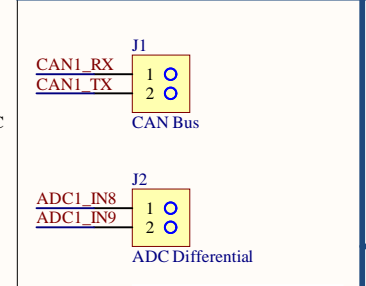 J1
CAN1_RX 1
CAN1_TX 2
CAN Bus
J2
ADC1_IN8 1
ADC1_IN9 2
ADC Differential